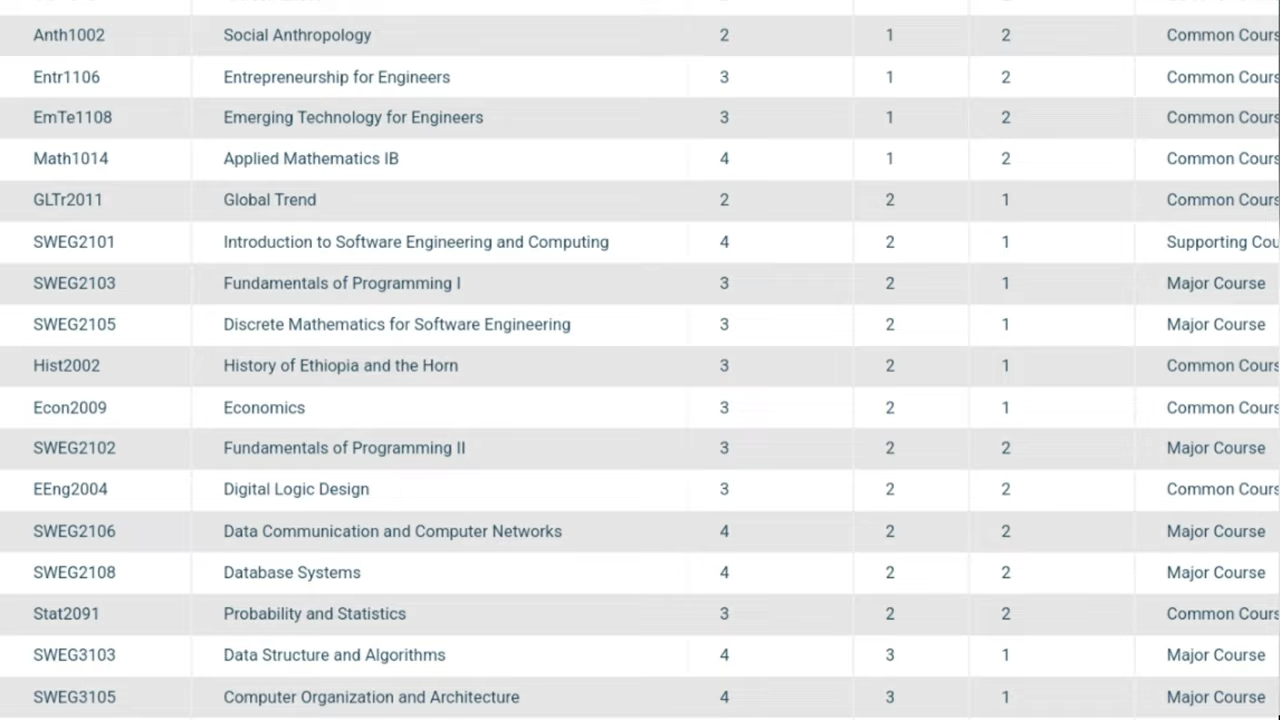 Anth1002 Social Anthropology 2 1 2 Common Cours
Entr1106 Entrepreneurship for Engineers 3 1 2 Common Cours
EmTe1108 Emerging Technology for Engineers 3 1 2 Common Cours
Math1014 Applied Mathematics IB 4 1 2 Common Cours
GLTr2011 Global Trend 2 2 1 Common Cours
SWEG2101 Introduction to Software Engineering and Computing 4 2 1 Supporting Cou
SWEG2103 Fundamentals of Programming I 3 2 1 Major Course
SWEG2105 Discrete Mathematics for Software Engineering 3 2 1 Major Course
Hist2002 History of Ethiopia and the Horn 3 2 1 Common Cours
Econ2009 Economics 3 2 1 Common Cours
SWEG2102 Fundamentals of Programming II 3 2 2 Major Course
EEng2004 Digital Logic Design 3 2 2 Common Cours
SWEG2106 Data Communication and Computer Networks 4 2 2 Major Course
SWEG2108 Database Systems 4 2 2 Major Course
Stat2091 Probability and Statistics 3 2 2 Common Cours
SWEG3103 Data Structure and Algorithms 4 3 1 Major Course
SWEG3105 Computer Organization and Architecture 4 3 1 Major Course